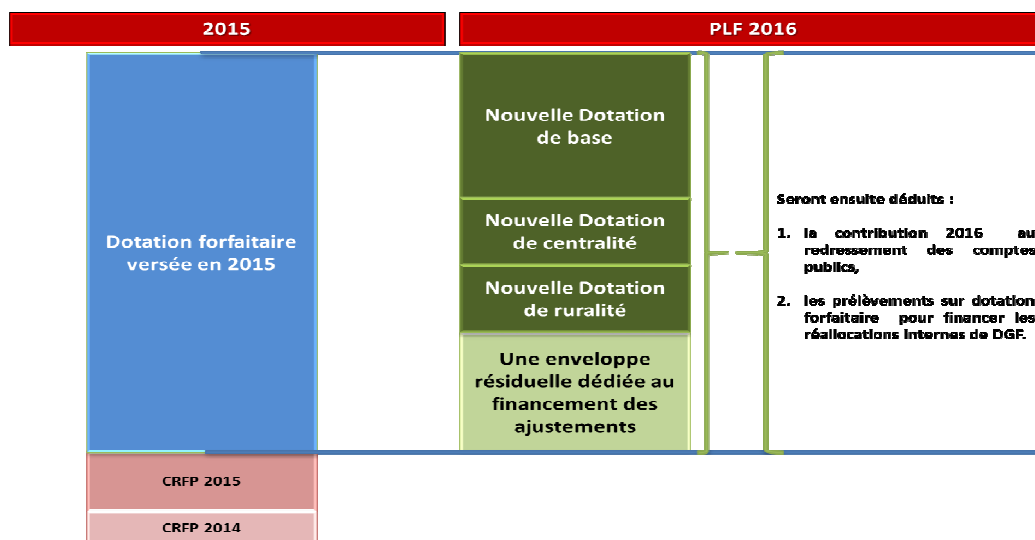 2015
PLF 2016
Dotation forfaitaire
versée en 2015
CRFP 2015
CRFP 2014
Nouvelle Dotation
de base
Nouvelle Dotation
de centralité
Nouvelle Dotation
de ruralité
Une enveloppe
résiduelle dédiée au
financement des
ajustements
Seront ensuite déduits :
1. la contribution 2016 au
redressement des comptes
publics,
2. les prélèvements sur dotation
forfaitaire pour financer les
réallocations internes de DGF.